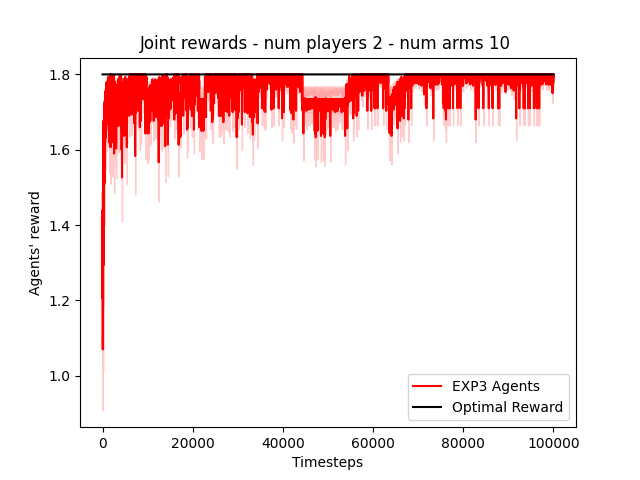 Joint rewards - num players 2 - num arms 10
Agents' reward
1.8
1.6
1.4
1.2
1.0
0
20000
40000
60000
80000
100000
Timesteps
EXP3 Agents
Optimal Reward